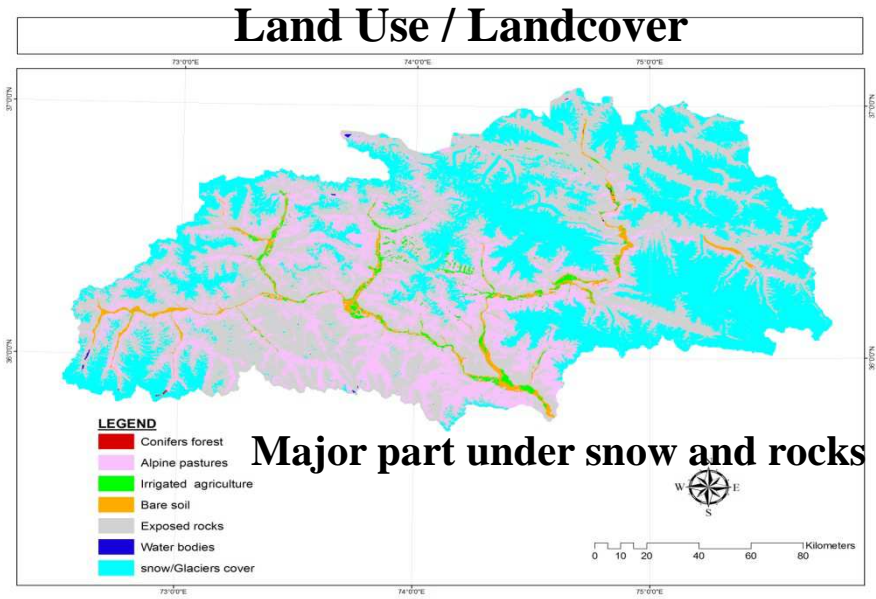 Land Use / Landcover
73°0'0"E 74°0'0"E 75°0'0"E
37°0'0"N 37°0'0"N
36°0'0"N 36°0'0"N
LEGEND
Conifers forest
Alpine pastures
Irrigated agriculture
Bare soil
Exposed rocks
Water bodies
snow/Glaciers cover
Major part under snow and rocks
N
W E
S
Kilometers
0 10 20 40 60 80
73°0'0"E 74°0'0"E 75°0'0"E